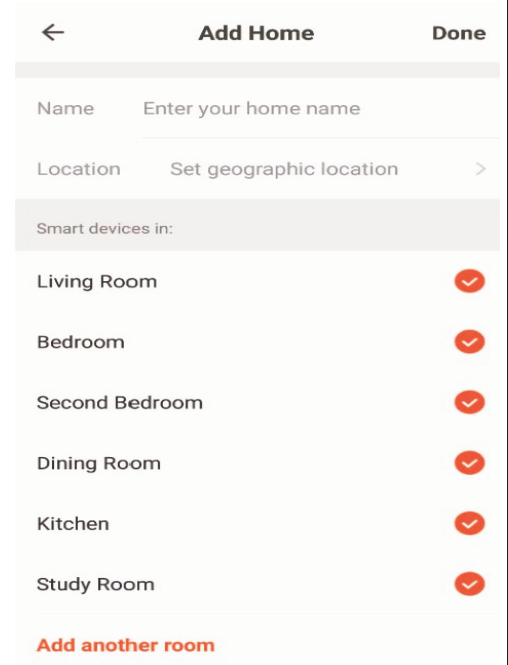 Add Home Done
Name Enter your home name
Location Set geographic location
Smart devices in:
Living Room
Bedroom
Second Bedroom
Dining Room
Kitchen
Study Room
Add another room